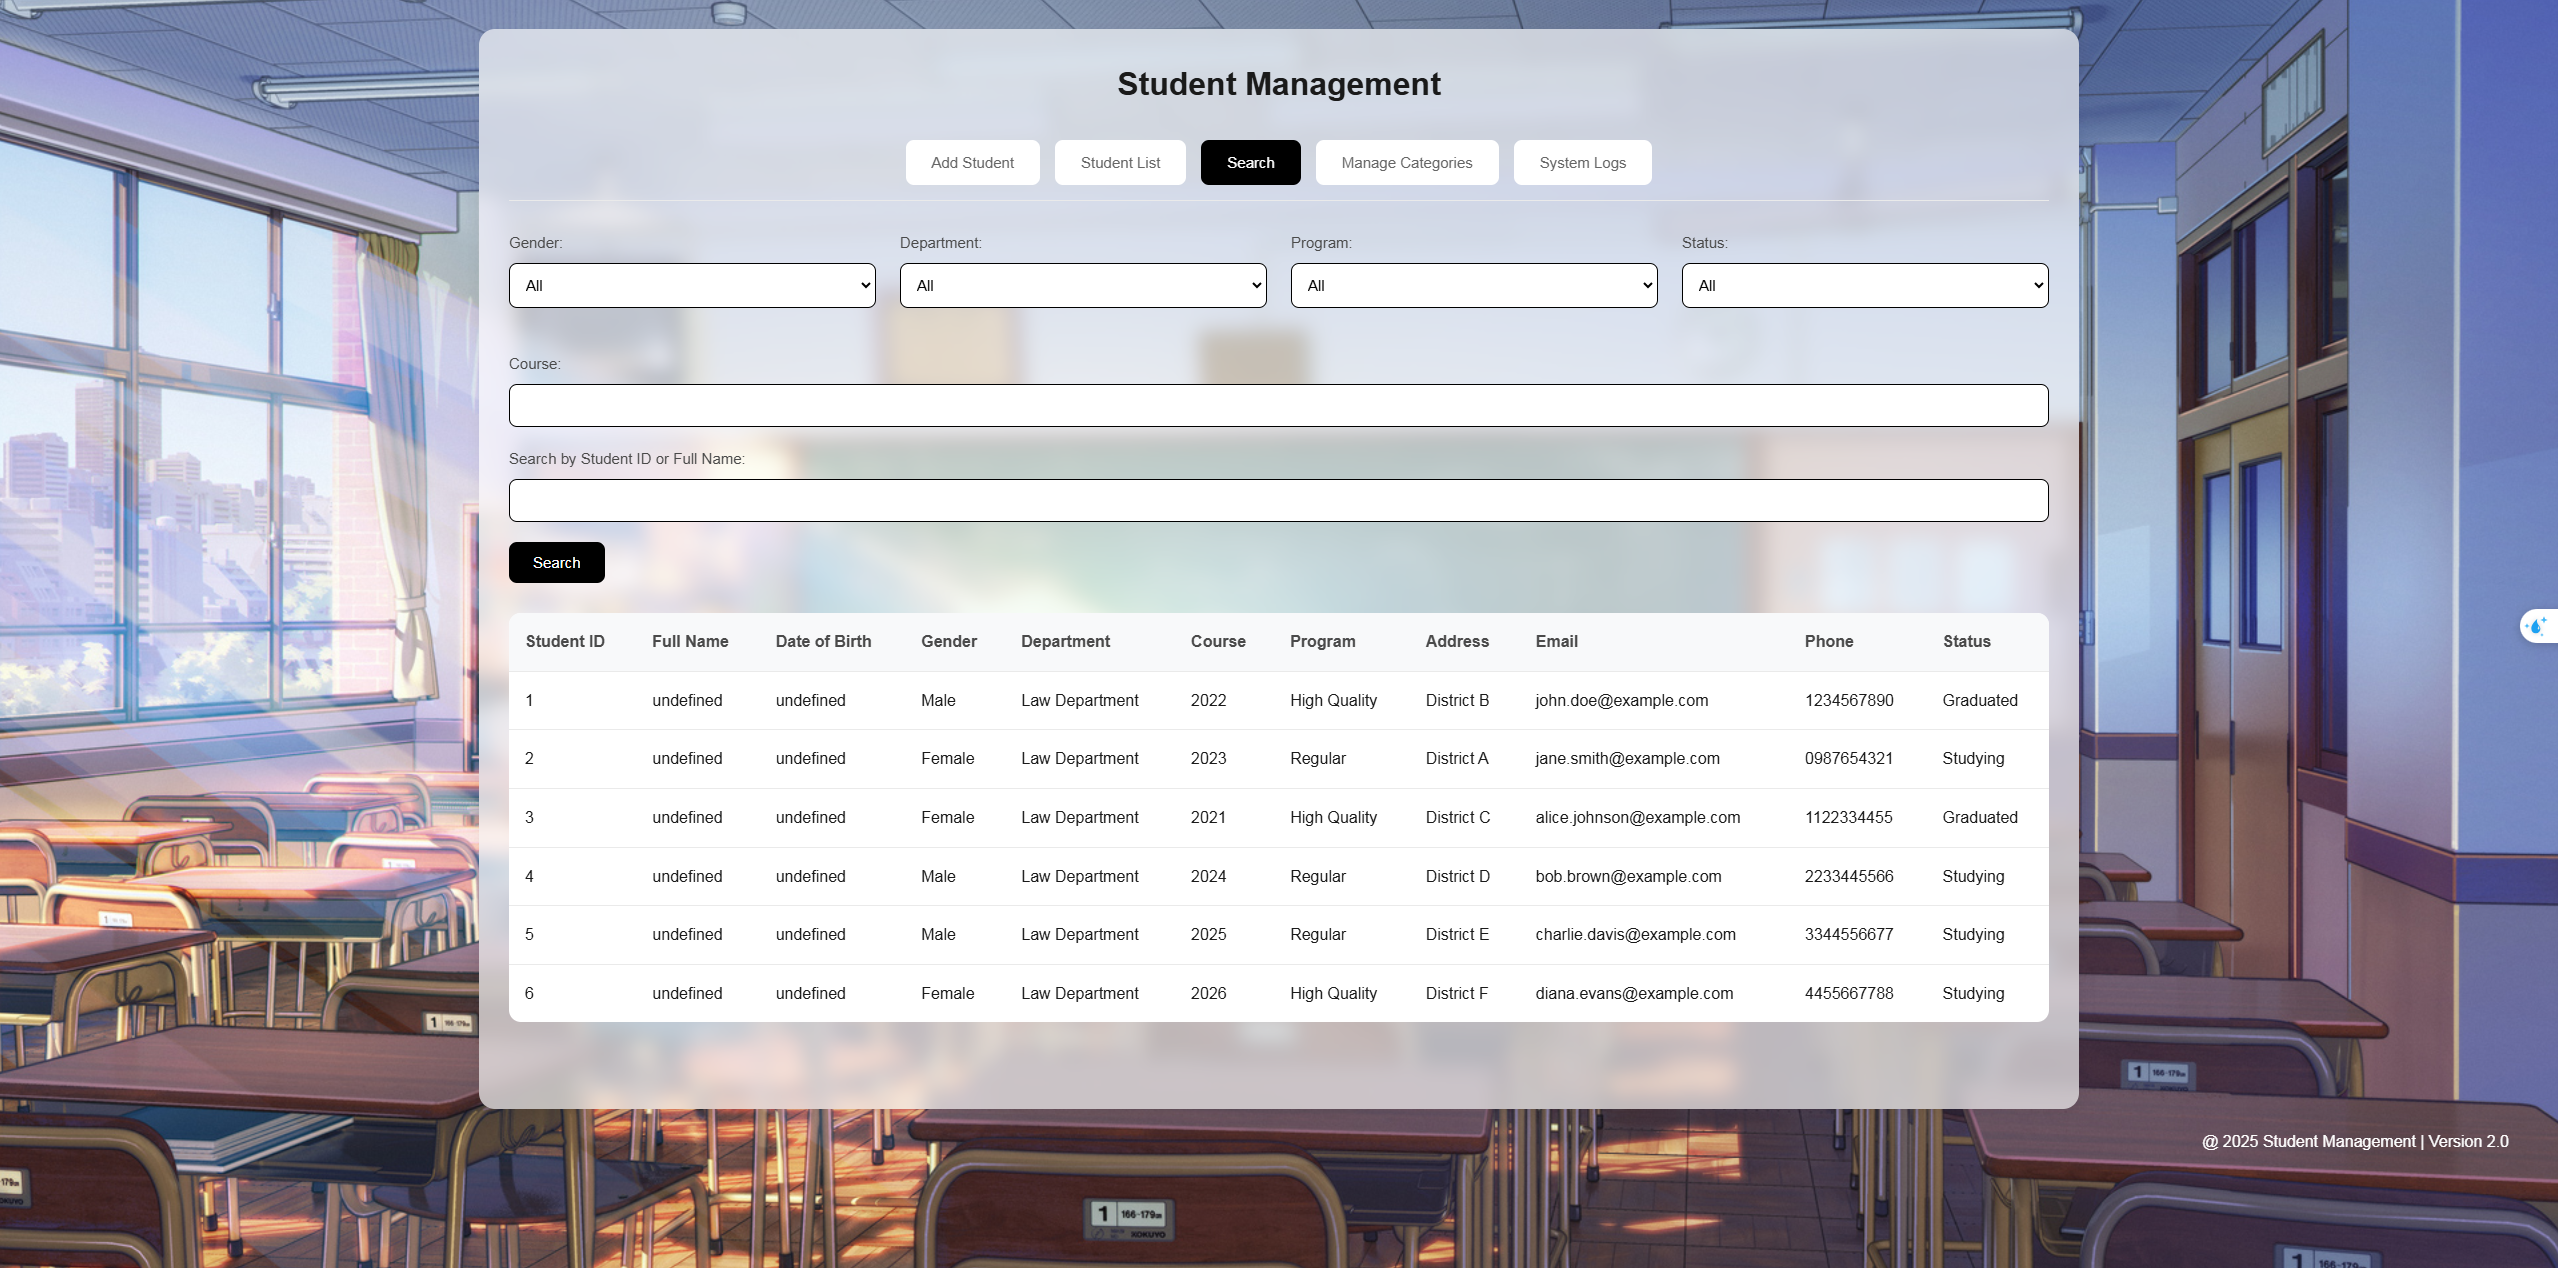 Student Management
Add Student Student List Search Manage Categories System Logs
Gender: Department: Program: Status:
All All All All
Course:
Search by Student ID or Full Name:
Search
Student ID Full Name Date of Birth Gender Department Course Program Address Email Phone Status
1 undefined undefined Male Law Department 2022 High Quality District B john.doe@example.com 1234567890 Graduated
2 undefined undefined Female Law Department 2023 Regular District A jane.smith@example.com 0987654321 Studying
3 undefined undefined Female Law Department 2021 High Quality District C alice.johnson@example.com 1122334455 Graduated
4 undefined undefined Male Law Department 2024 Regular District D bob.brown@example.com 2233445566 Studying
5 undefined undefined Male Law Department 2025 Regular District E charlie.davis@example.com 3344556677 Studying
6 undefined undefined Female Law Department 2026 High Quality District F diana.evans@example.com 4455667788 Studying
1 166-179㎝
@ 2025 Student Management | Version 2.0
1 166-179㎝
KOKUYO